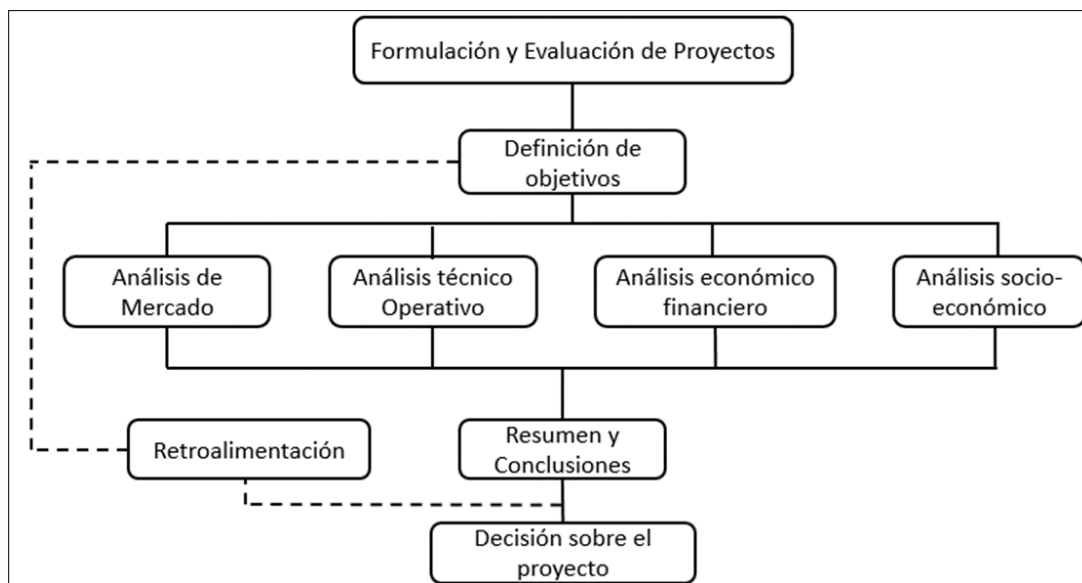 Formulación y Evaluación de Proyectos
Definición de
objetivos
Análisis de
Mercado
Análisis técnico
Operativo
Análisis económico
financiero
Análisis socio-
económico
Retroalimentación
Resumen y
Conclusiones
Decisión sobre el
proyecto